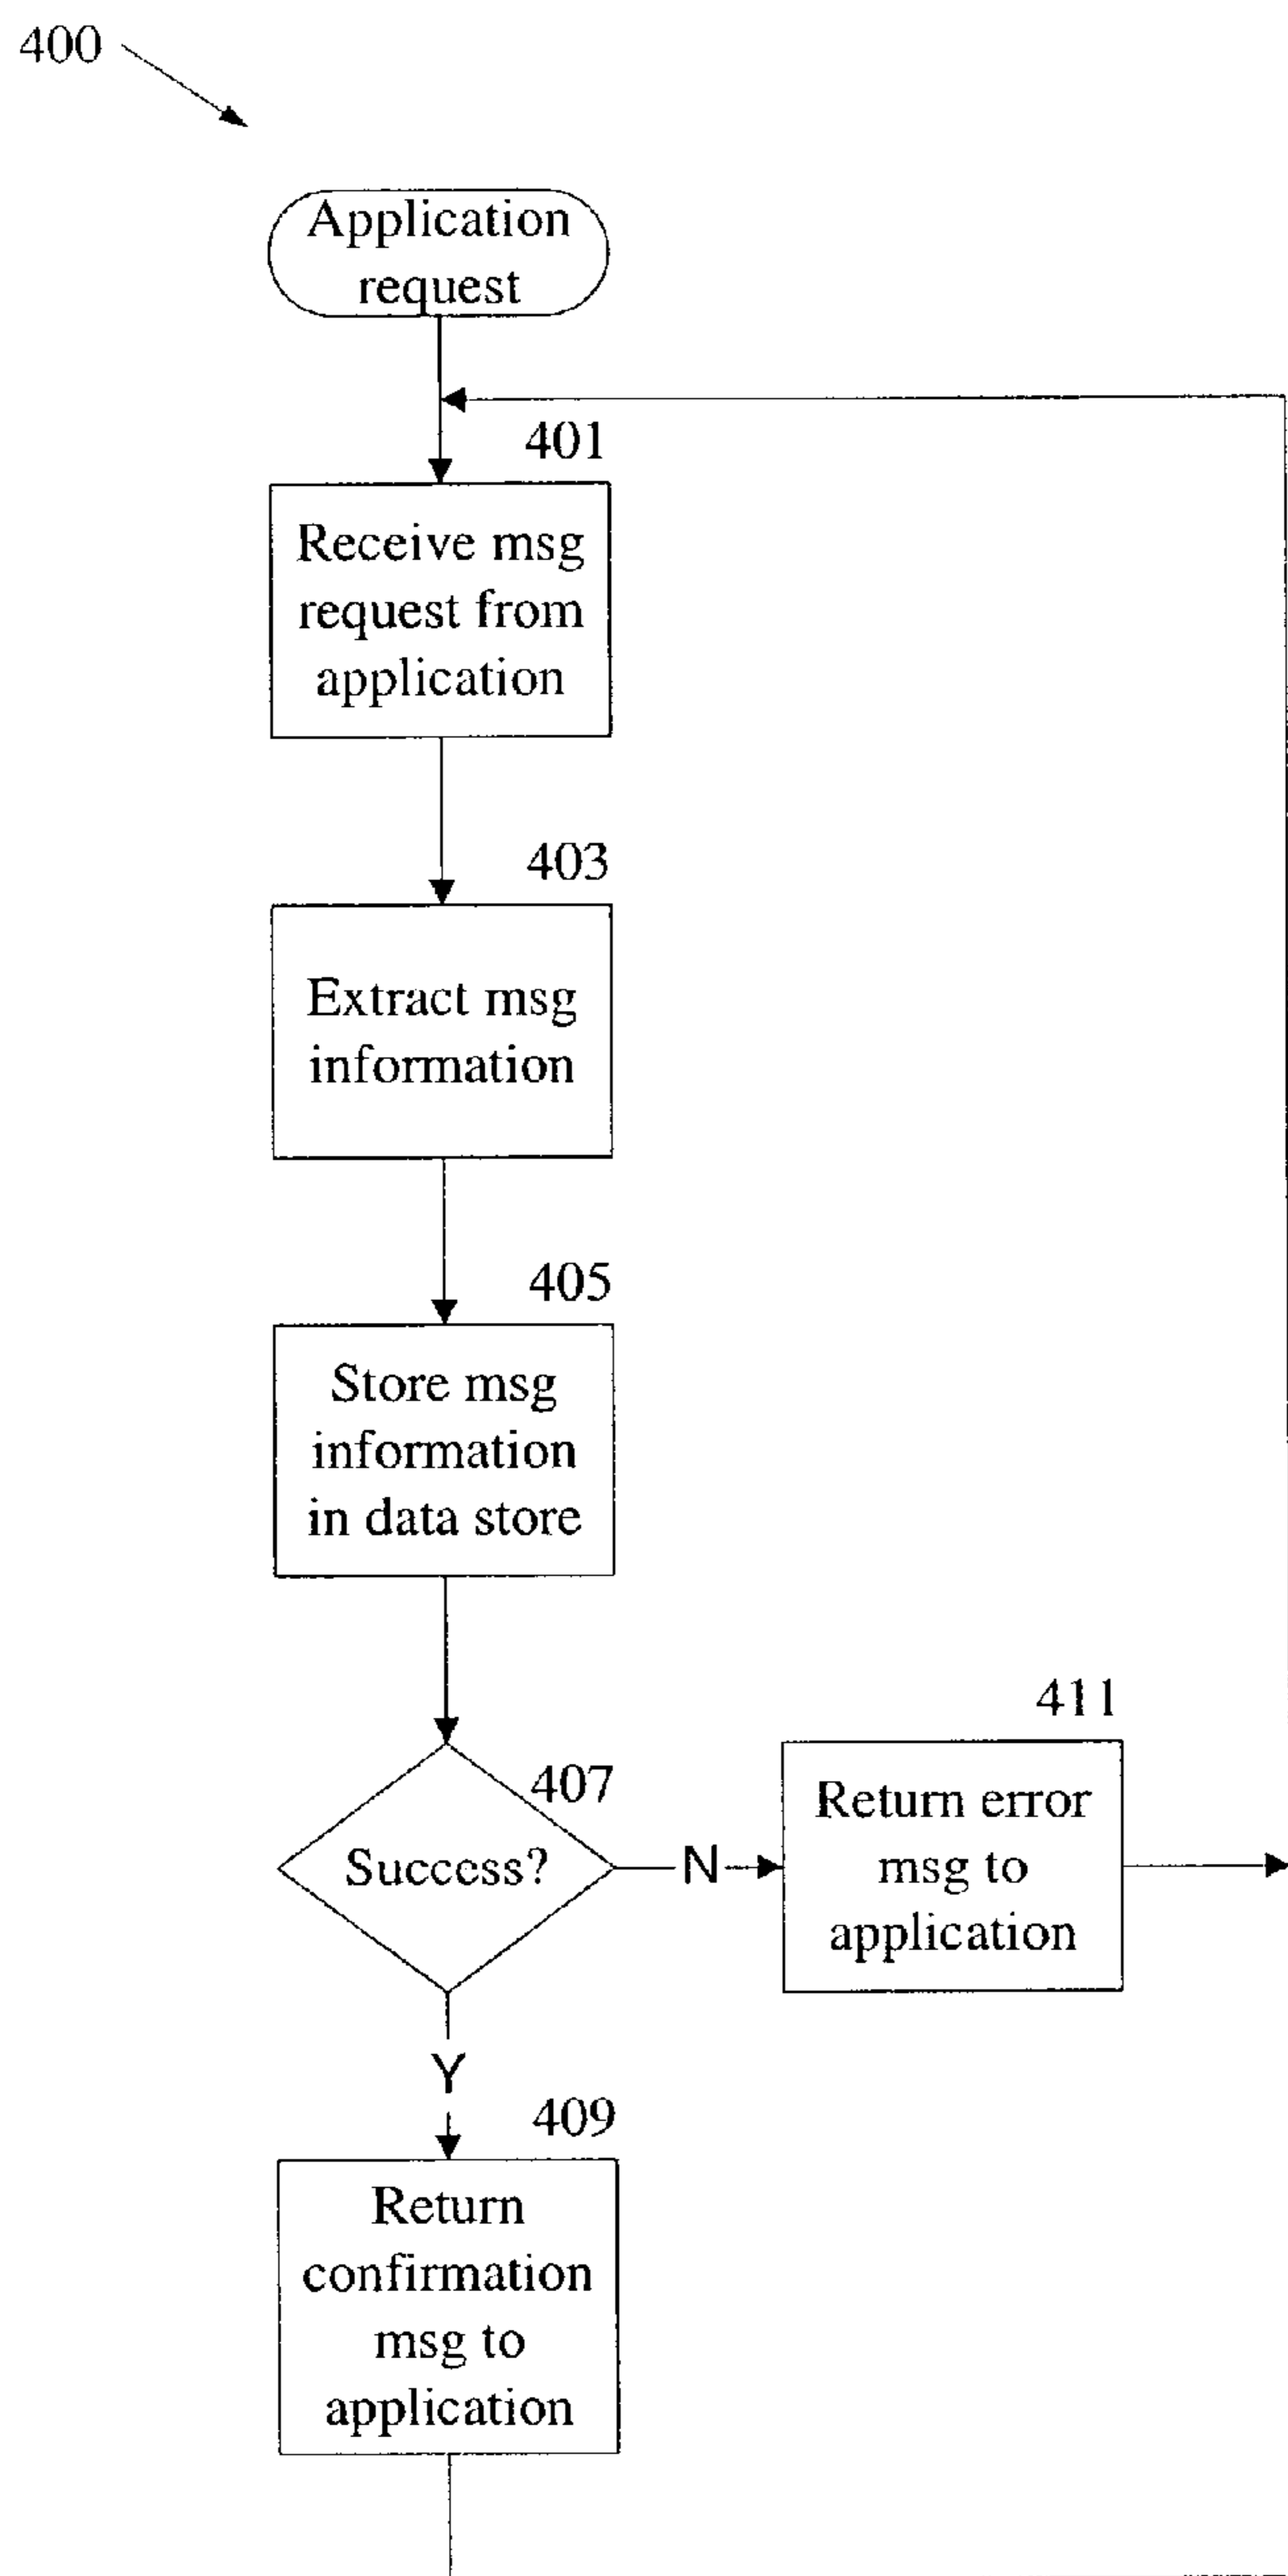 400
Application
request
401
Receive msg
request from
application
403
Extract msg
information
405
Store msg
information
in data store
407
Success?
N
411
Return error
msg to
application
Y
409
Return
confirmation
msg to
application